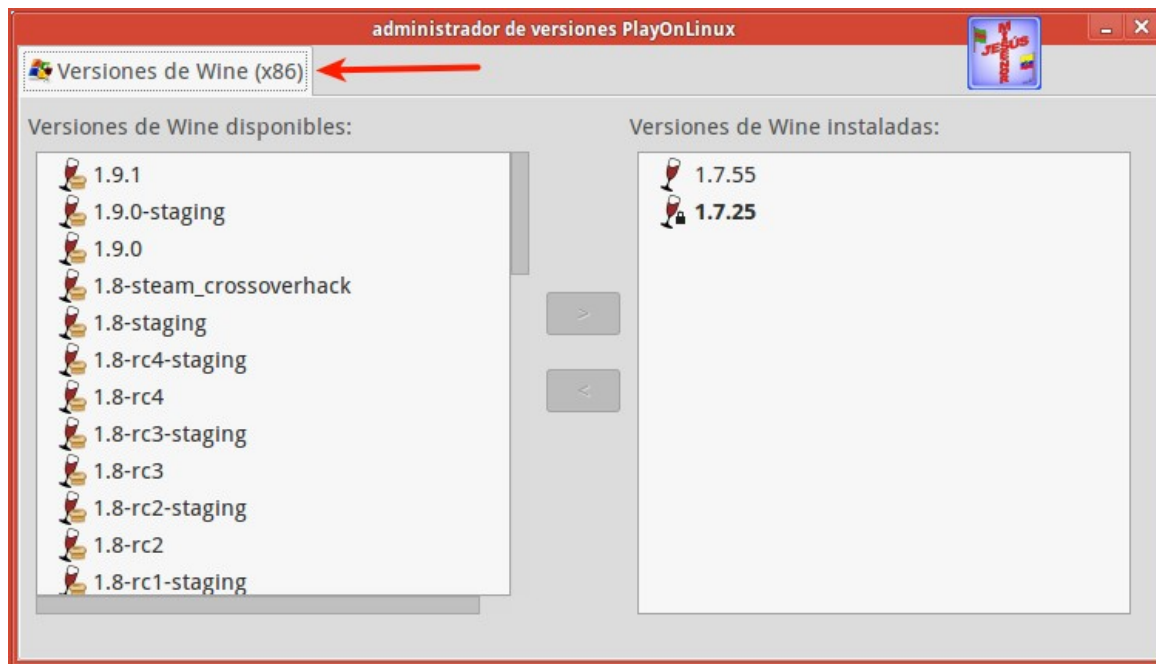 administrador de versiones PlayOnLinux
JESÚS
Versiones de Wine (x86)
Versiones de Wine disponibles:
Versiones de Wine instaladas:
1.9.1
1.9.0-staging
1.9.0
1.8-steam_crossoverhack
1.8-staging
1.8-rc4-staging
1.8-rc4
1.8-rc3-staging
1.8-rc3
1.8-rc2-staging
1.8-rc2
1.8-rc1-staging
>
<
1.7.55
1.7.25